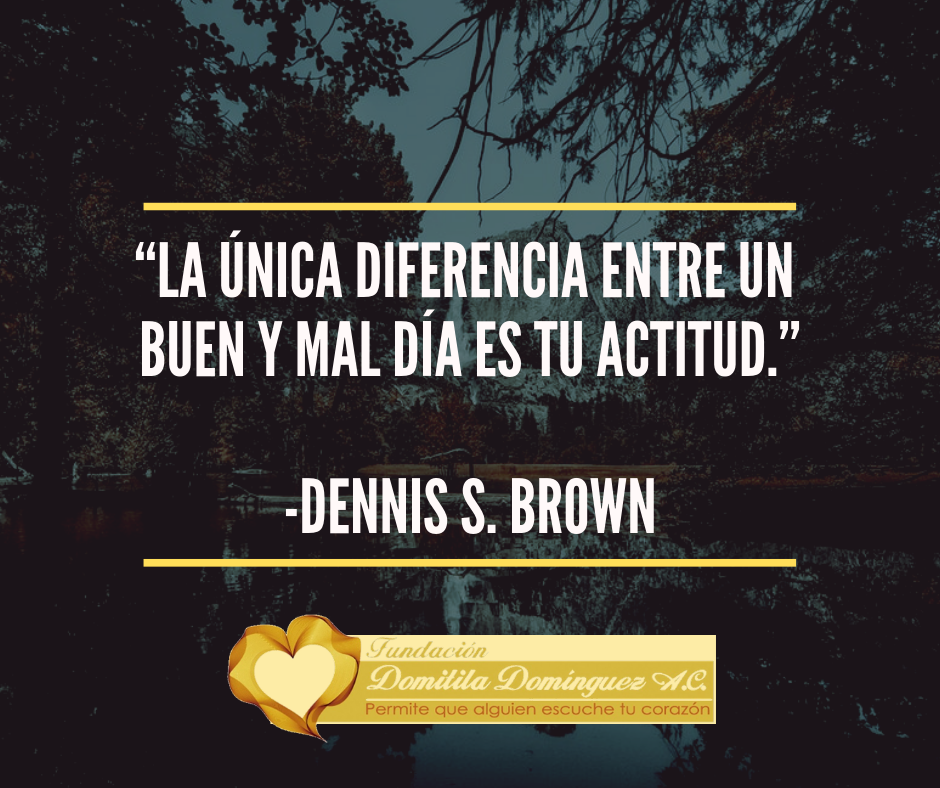 “LA ÚNICA DIFERENCIA ENTRE UN
BUEN Y MAL DÍA ES TU ACTITUD.”
-DENNIS S. BROWN
Fundación
Domitila Domínguez A.C.
Permite que alguien escuche tu corazón